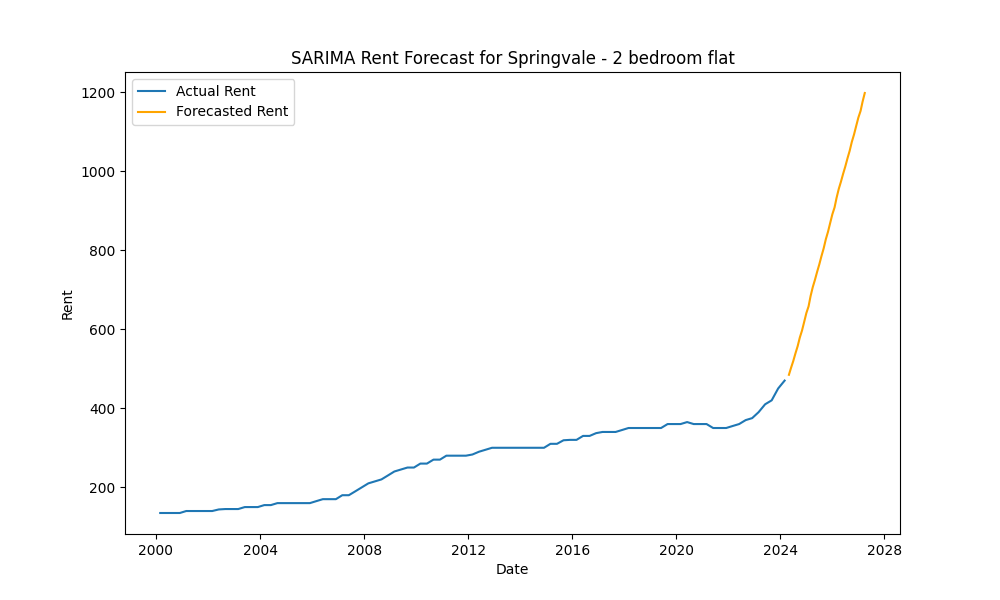 SARIMA Rent Forecast for Springvale - 2 bedroom flat
Actual Rent
Forecasted Rent
1200
1000
800
600
400
200
Rent
2000 2004 2008 2012 2016 2020 2024 2028
Date